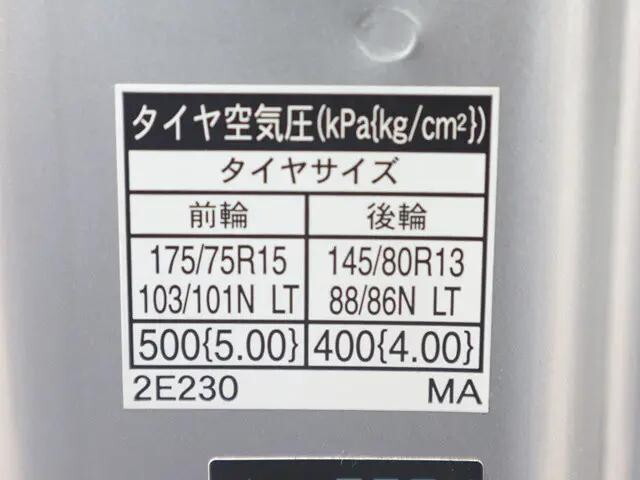 タイヤ空気圧(kPa{kg/cm²})
タイヤサイズ
前輪 後輪
175/75R15 145/80R13
103/101N LT 88/86N LT
500{5.00} 400{4.00}
2E230 MA